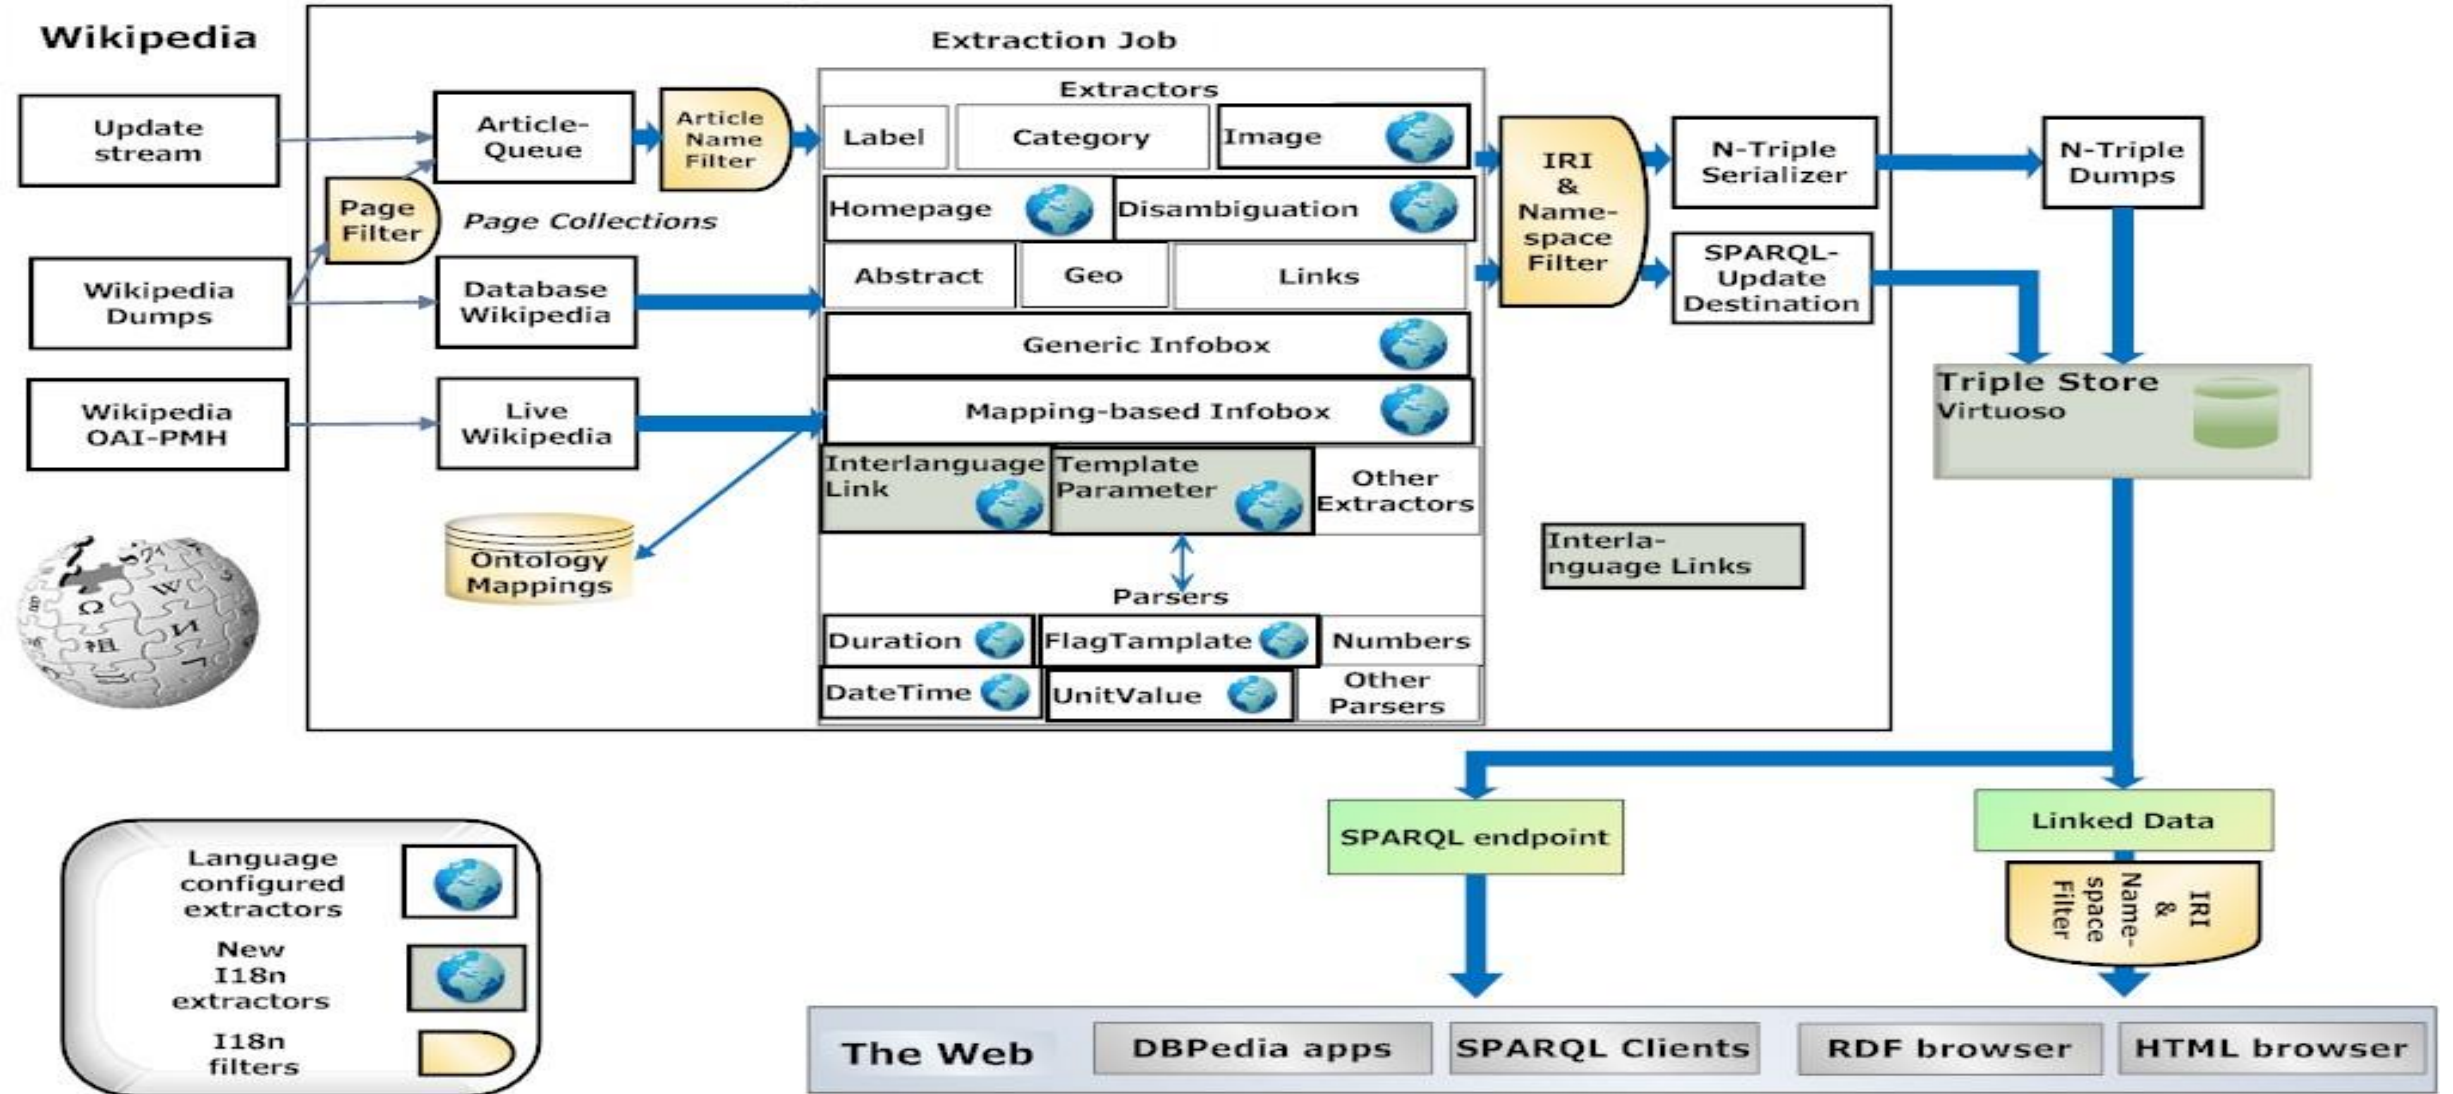 Wikipedia
Extraction Job
Update
stream
Wikipedia
Dumps
Wikipedia
OAI-PMH
Page
Filter
Article-
Queue
Article
Name
Filter
Page Collections
Database
Wikipedia
Live
Wikipedia
Ontology
Mappings
Extractors
Label
Category
Image
Homepage
Disambiguation
Abstract
Geo
Links
Generic Infobox
Mapping-based Infobox
Interlanguage
Link
Template
Parameter
Other
Extractors
Parsers
Duration
FlagTamplate
Numbers
DateTime
UnitValue
Other
Parsers
IRI
&
Name-
space
Filter
N-Triple
Serializer
SPARQL-
Update
Destination
N-Triple
Dumps
Triple Store
Virtuoso
Interla-
nguage Links
SPARQL endpoint
Linked Data
IRI
&
Name-
space
Filter
Language
configured
extractors
New
I18n
extractors
I18n
filters
The Web
DBPedia apps
SPARQL Clients
RDF browser
HTML browser